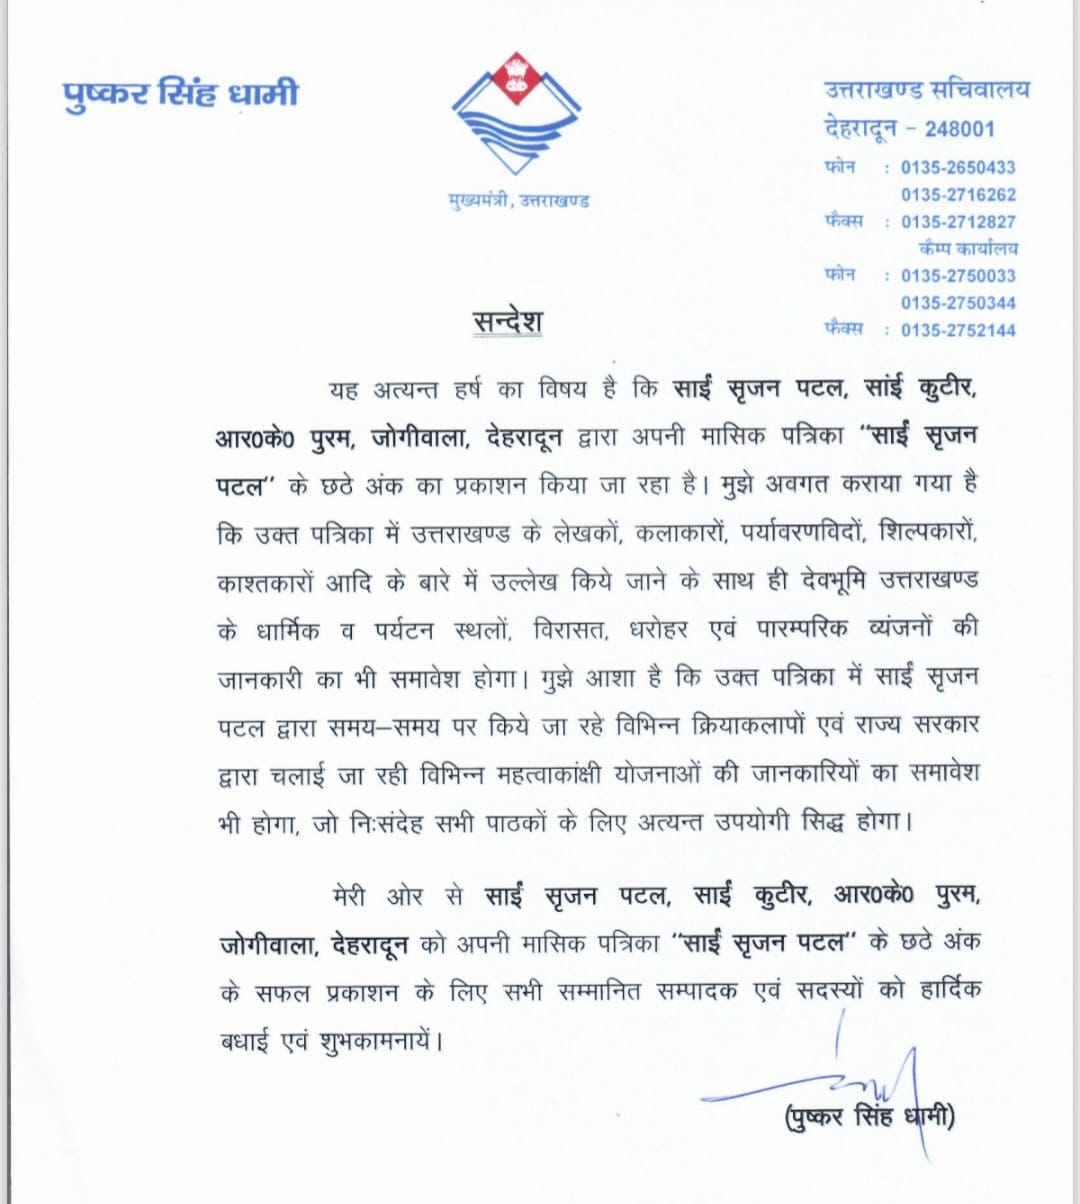 पुष्कर सिंह धामी
मुख्यमंत्री, उत्तराखण्ड
उत्तराखण्ड सचिवालय
देहरादून – 248001
फोन : 0135-2650433
0135-2716262
फैक्स : 0135-2712827
कैम्प कार्यालय
फोन : 0135-2750033
0135-2750344
फैक्स : 0135-2752144
सन्देश
यह अत्यन्त हर्ष का विषय है कि साईं सृजन पटल, सांई कुटीर,
आर0के0 पुरम, जोगीवाला, देहरादून द्वारा अपनी मासिक पत्रिका "साईं सृजन
पटल" के छठे अंक का प्रकाशन किया जा रहा है। मुझे अवगत कराया गया है
कि उक्त पत्रिका में उत्तराखण्ड के लेखकों, कलाकारों, पर्यावरणविदों, शिल्पकारों,
काश्तकारों आदि के बारे में उल्लेख किये जाने के साथ ही देवभूमि उत्तराखण्ड
के धार्मिक व पर्यटन स्थलों, विरासत, धरोहर एवं पारम्परिक व्यंजनों की
जानकारी का भी समावेश होगा। गुझे आशा है कि उक्त पत्रिका में साईं सृजन
पटल द्वारा समय–समय पर किये जा रहे विभिन्न क्रियाकलापों एवं राज्य सरकार
द्वारा चलाई जा रही विभिन्न महत्वाकांक्षी योजनाओं की जानकारियों का समावेश
भी होगा, जो निःसंदेह सभी पाठकों के लिए अत्यन्त उपयोगी सिद्ध होगा।
मेरी ओर से साईं सृजन पटल, साईं कुटीर, आर0के0 पुरम,
जोगीवाला, देहरादून को अपनी मासिक पत्रिका "साईं सृजन पटल" के छठे अंक
के सफल प्रकाशन के लिए सभी सम्मानित सम्पादक एवं सदस्यों को हार्दिक
बधाई एवं शुभकामनायें।
(पुष्कर सिंह धामी)